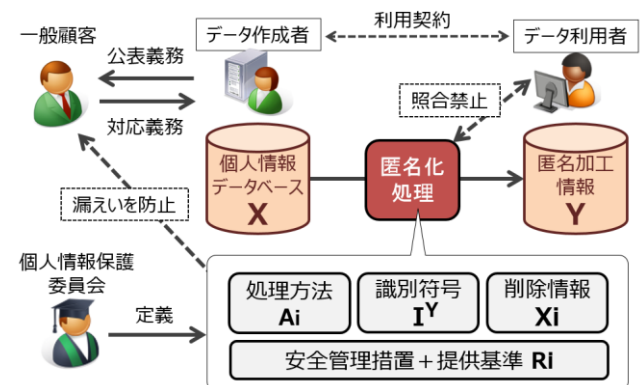 利用契約
一般顧客
データ作成者
データ利用者
公表義務
対応義務
照合禁止
個人情報
データベース
X
匿名化
処理
匿名加工
情報
Y
漏えいを防止
個人情報保護
委員会
定義
処理方法
Ai
識別符号
I^Y
削除情報
Xi
安全管理措置＋提供基準 Ri